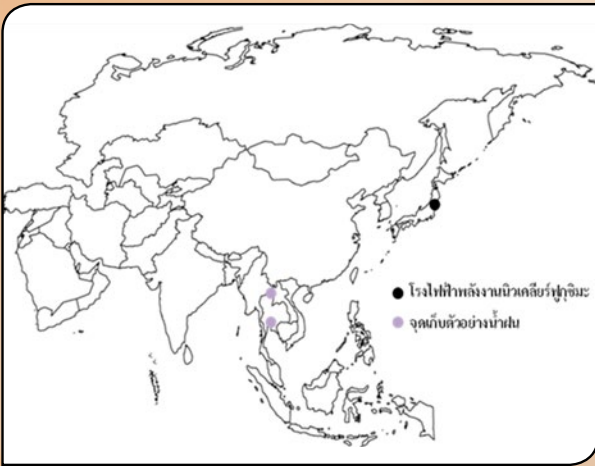 โรงไฟฟ้าพลังงานนิวเคลียร์ฟูกุชิมะ
จุดเก็บตัวอย่างน้ำฝน